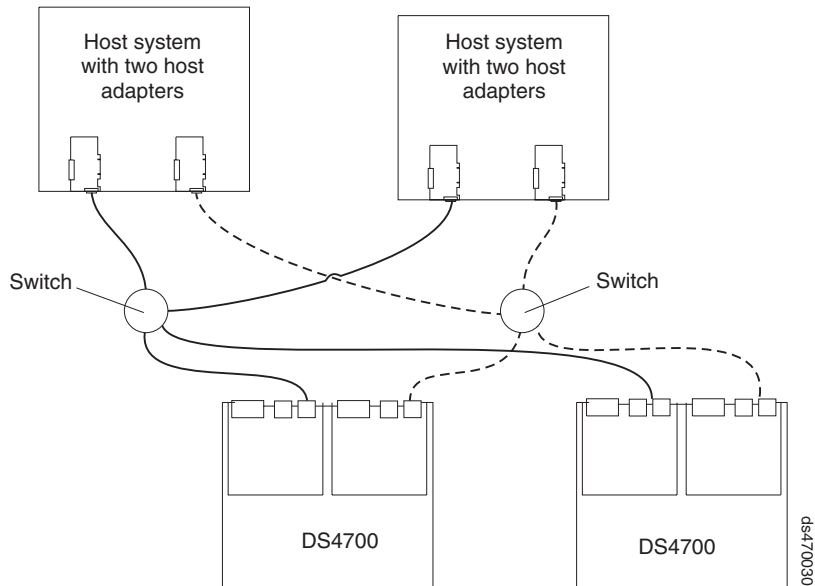 Host system
with two host
adapters
Host system
with two host
adapters
Switch
Switch
DS4700
DS4700
ds470030